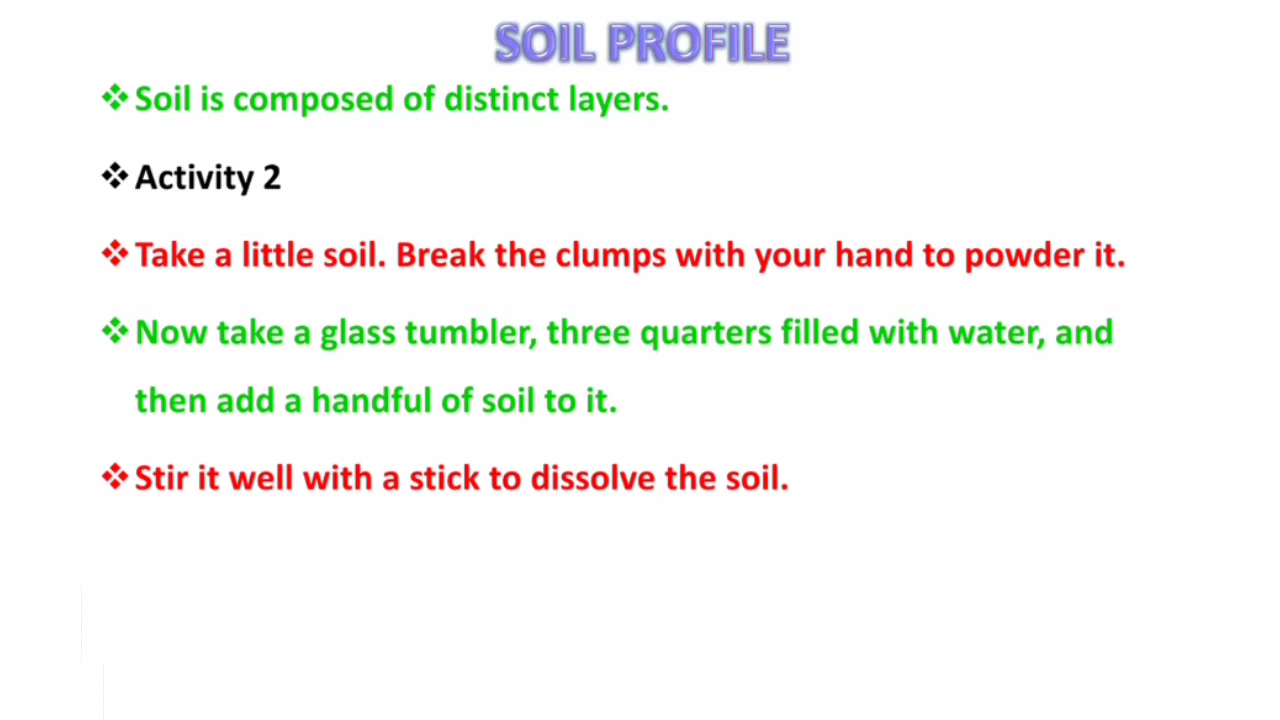 SOIL PROFILE
❖Soil is composed of distinct layers.
❖Activity 2
❖Take a little soil. Break the clumps with your hand to powder it.
❖Now take a glass tumbler, three quarters filled with water, and
then add a handful of soil to it.
❖Stir it well with a stick to dissolve the soil.